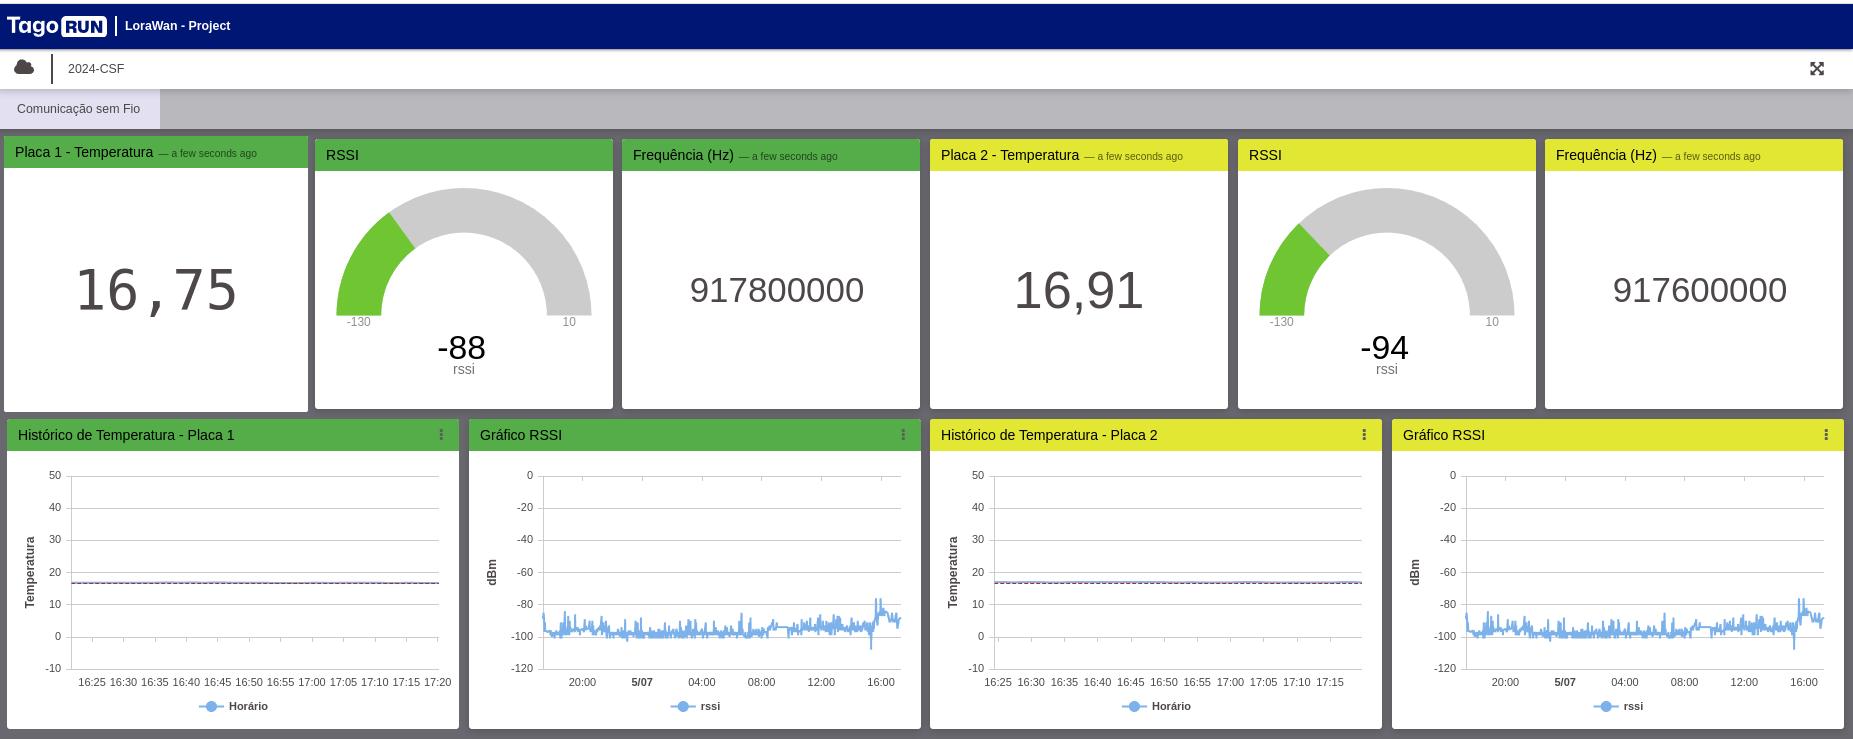 TagoRUN LoraWan - Project
2024-CSF
Comunicação sem Fio
Placa 1 - Temperatura — a few seconds ago
16,75
RSSI
-130 10
-88
rssi
Frequência (Hz) — a few seconds ago
917800000
Placa 2 - Temperatura — a few seconds ago
16,91
RSSI
-130 10
-94
rssi
Frequência (Hz) — a few seconds ago
917600000
Histórico de Temperatura - Placa 1
Temperatura
50
40
30
20
10
0
-10
16:25 16:30 16:35 16:40 16:45 16:50 16:55 17:00 17:05 17:10 17:15 17:20
Horário
Gráfico RSSI
dBm
0
-20
-40
-60
-80
-100
-120
20:00 5/07 04:00 08:00 12:00 16:00
rssi
Histórico de Temperatura - Placa 2
Temperatura
50
40
30
20
10
0
-10
16:25 16:30 16:35 16:40 16:45 16:50 16:55 17:00 17:05 17:10 17:15
Horário
Gráfico RSSI
dBm
0
-20
-40
-60
-80
-100
-120
20:00 5/07 04:00 08:00 12:00 16:00
rssi